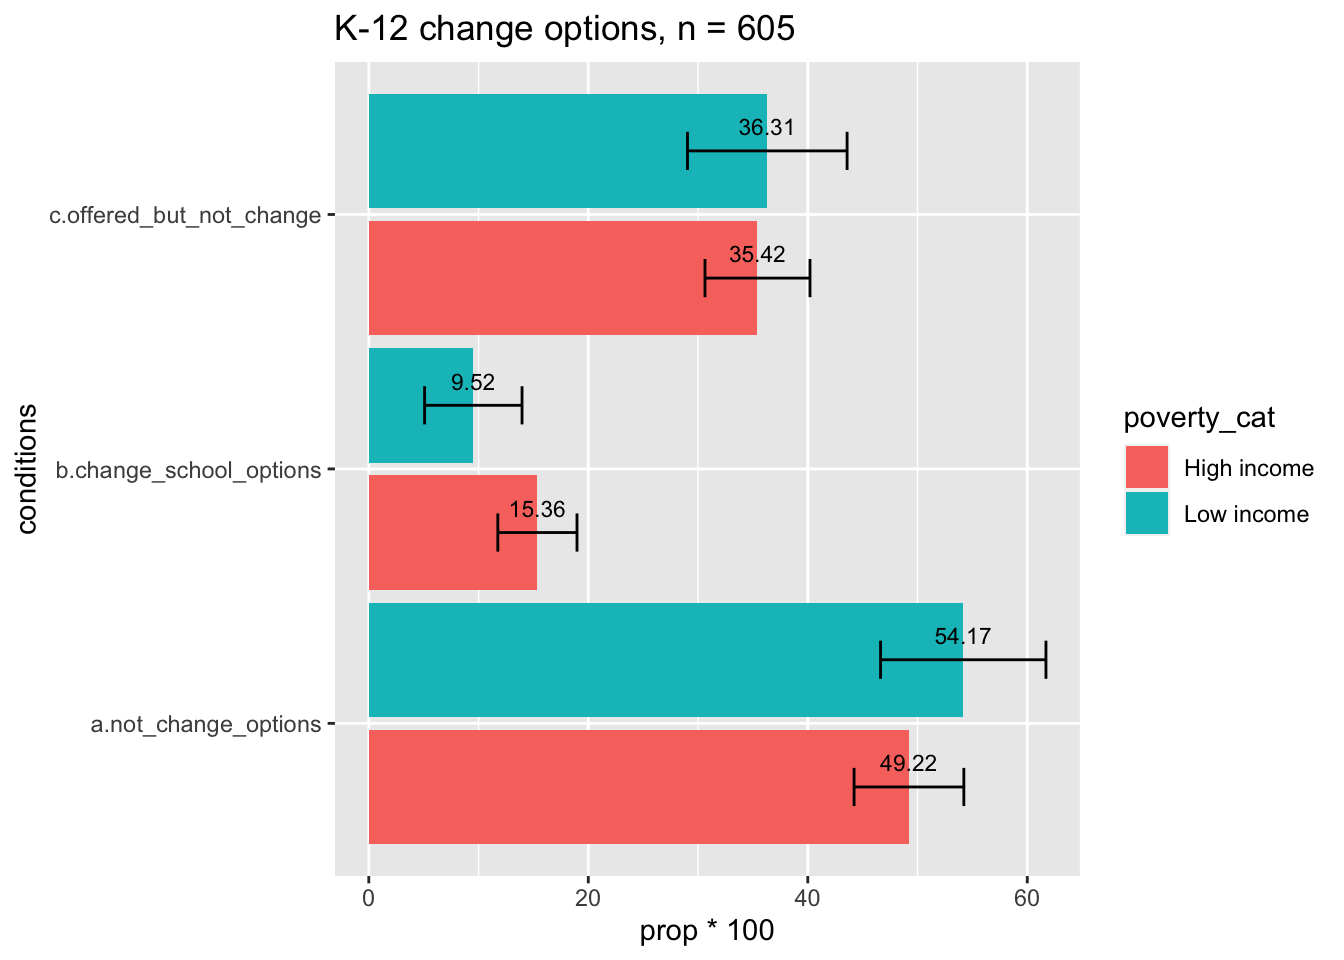 K-12 change options, n = 605
36.31
c.offered_but_not_change
35.42
9.52
conditions
b.change_school_options
15.36
54.17
a.not_change_options
49.22
0 20 40 60
prop * 100
poverty_cat
High income
Low income